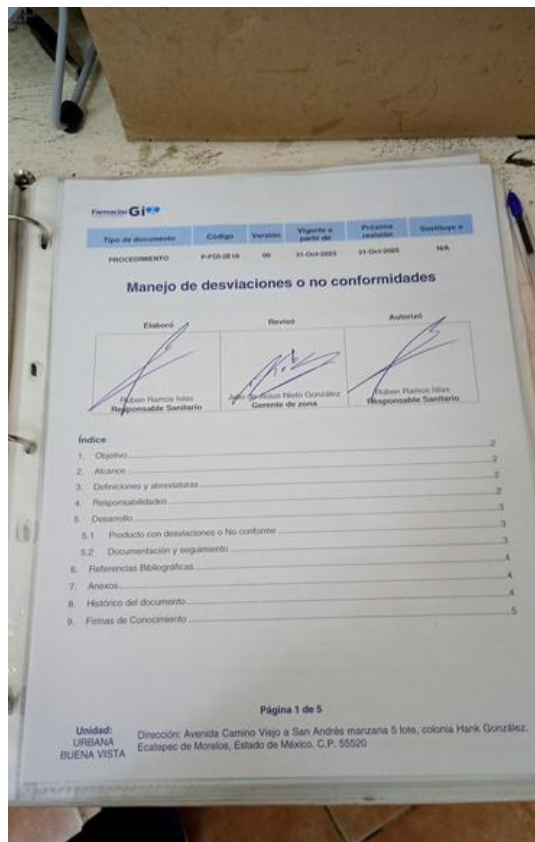 Farmacias Gi
Tipo de documento Código Versión Vigente a partir de Próxima revisión Sustituye a
PROCEDIMIENTO 00 31-Oct-2023 31-Oct-2025 N/A
Manejo de desviaciones o no conformidades
Elaboró Revisó Autorizó
Ruben Ramos Islas Julio de Jesus Nieto González Ruben Ramos Islas
Responsable Sanitario Gerente de zona Responsable Sanitario
Índice
1. Objetivo 2
2. Alcance 2
3. Definiciones y abreviaturas 2
4. Responsabilidades 2
5. Desarrollo 3
5.1 Producto con desviaciones o No conforme 3
5.2 Documentación y seguimiento 3
6. Referencias Bibliográficas 4
7. Anexos 4
8. Histórico del documento 4
9. Firmas de Conocimiento 5
Página 1 de 5
Unidad:
URBANA
BUENA VISTA
Dirección: Avenida Camino Viejo a San Andrés manzana 5 lote, colonia Hank González.
Ecatepec de Morelos, Estado de México. C.P. 55520